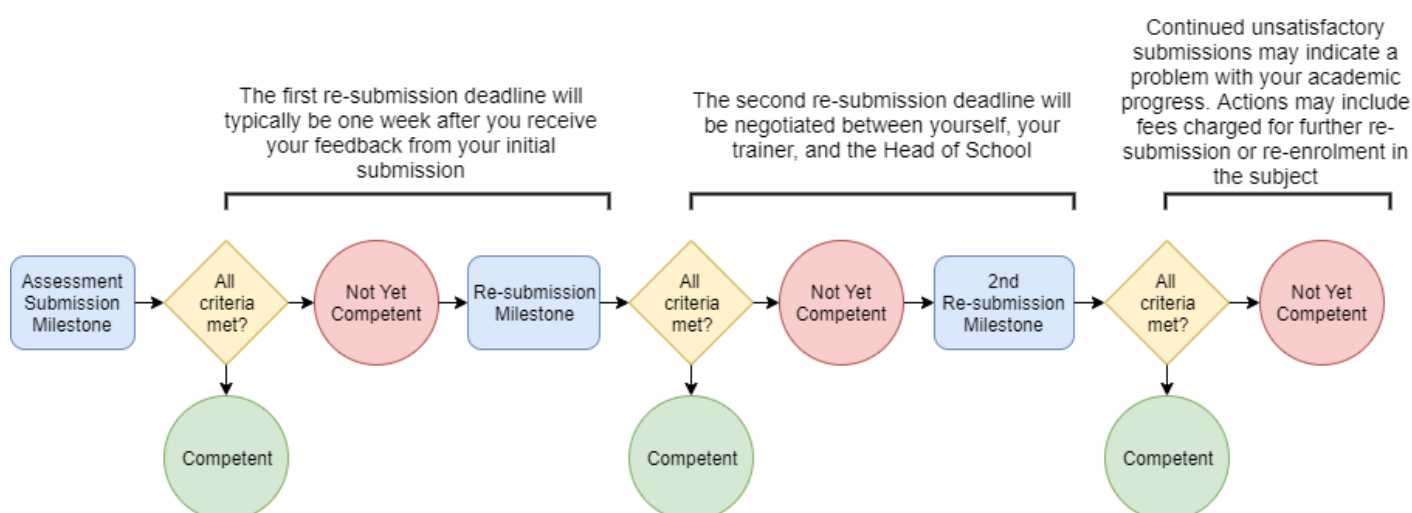 The first re-submission deadline will
typically be one week after you receive
your feedback from your initial
submission
The second re-submission deadline will
be negotiated between yourself, your
trainer, and the Head of School
Continued unsatisfactory
submissions may indicate a
problem with your academic
progress. Actions may include
fees charged for further re-
submission or re-enrolment in
the subject
Assessment
Submission
Milestone
All
criteria
met?
Not Yet
Competent
Re-submission
Milestone
All
criteria
met?
Not Yet
Competent
2nd
Re-submission
Milestone
All
criteria
met?
Not Yet
Competent
Competent
Competent
Competent